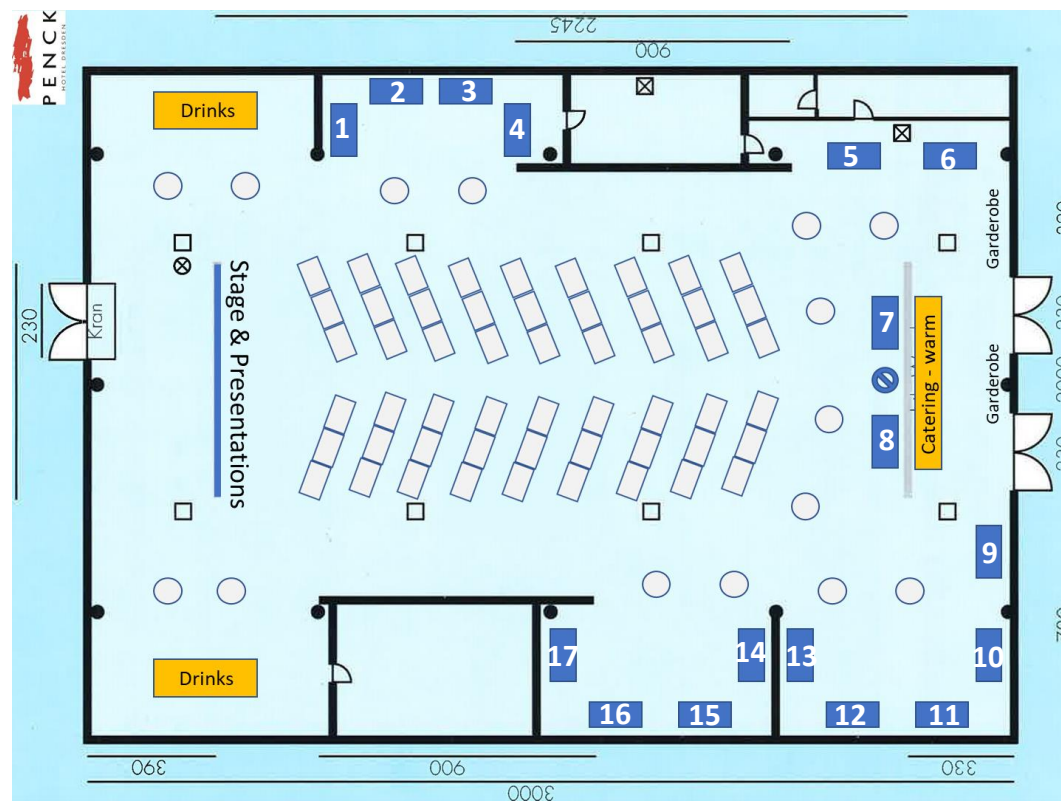 PENCK
HOTEL DRESDEN
2245
900
Drinks
1
2
3
4
5
6
Garderobe
Stage & Presentations
230
Kran
7
8
Catering - warm
Garderobe
9
10
11
12
13
14
15
16
17
Drinks
390
900
330
3000